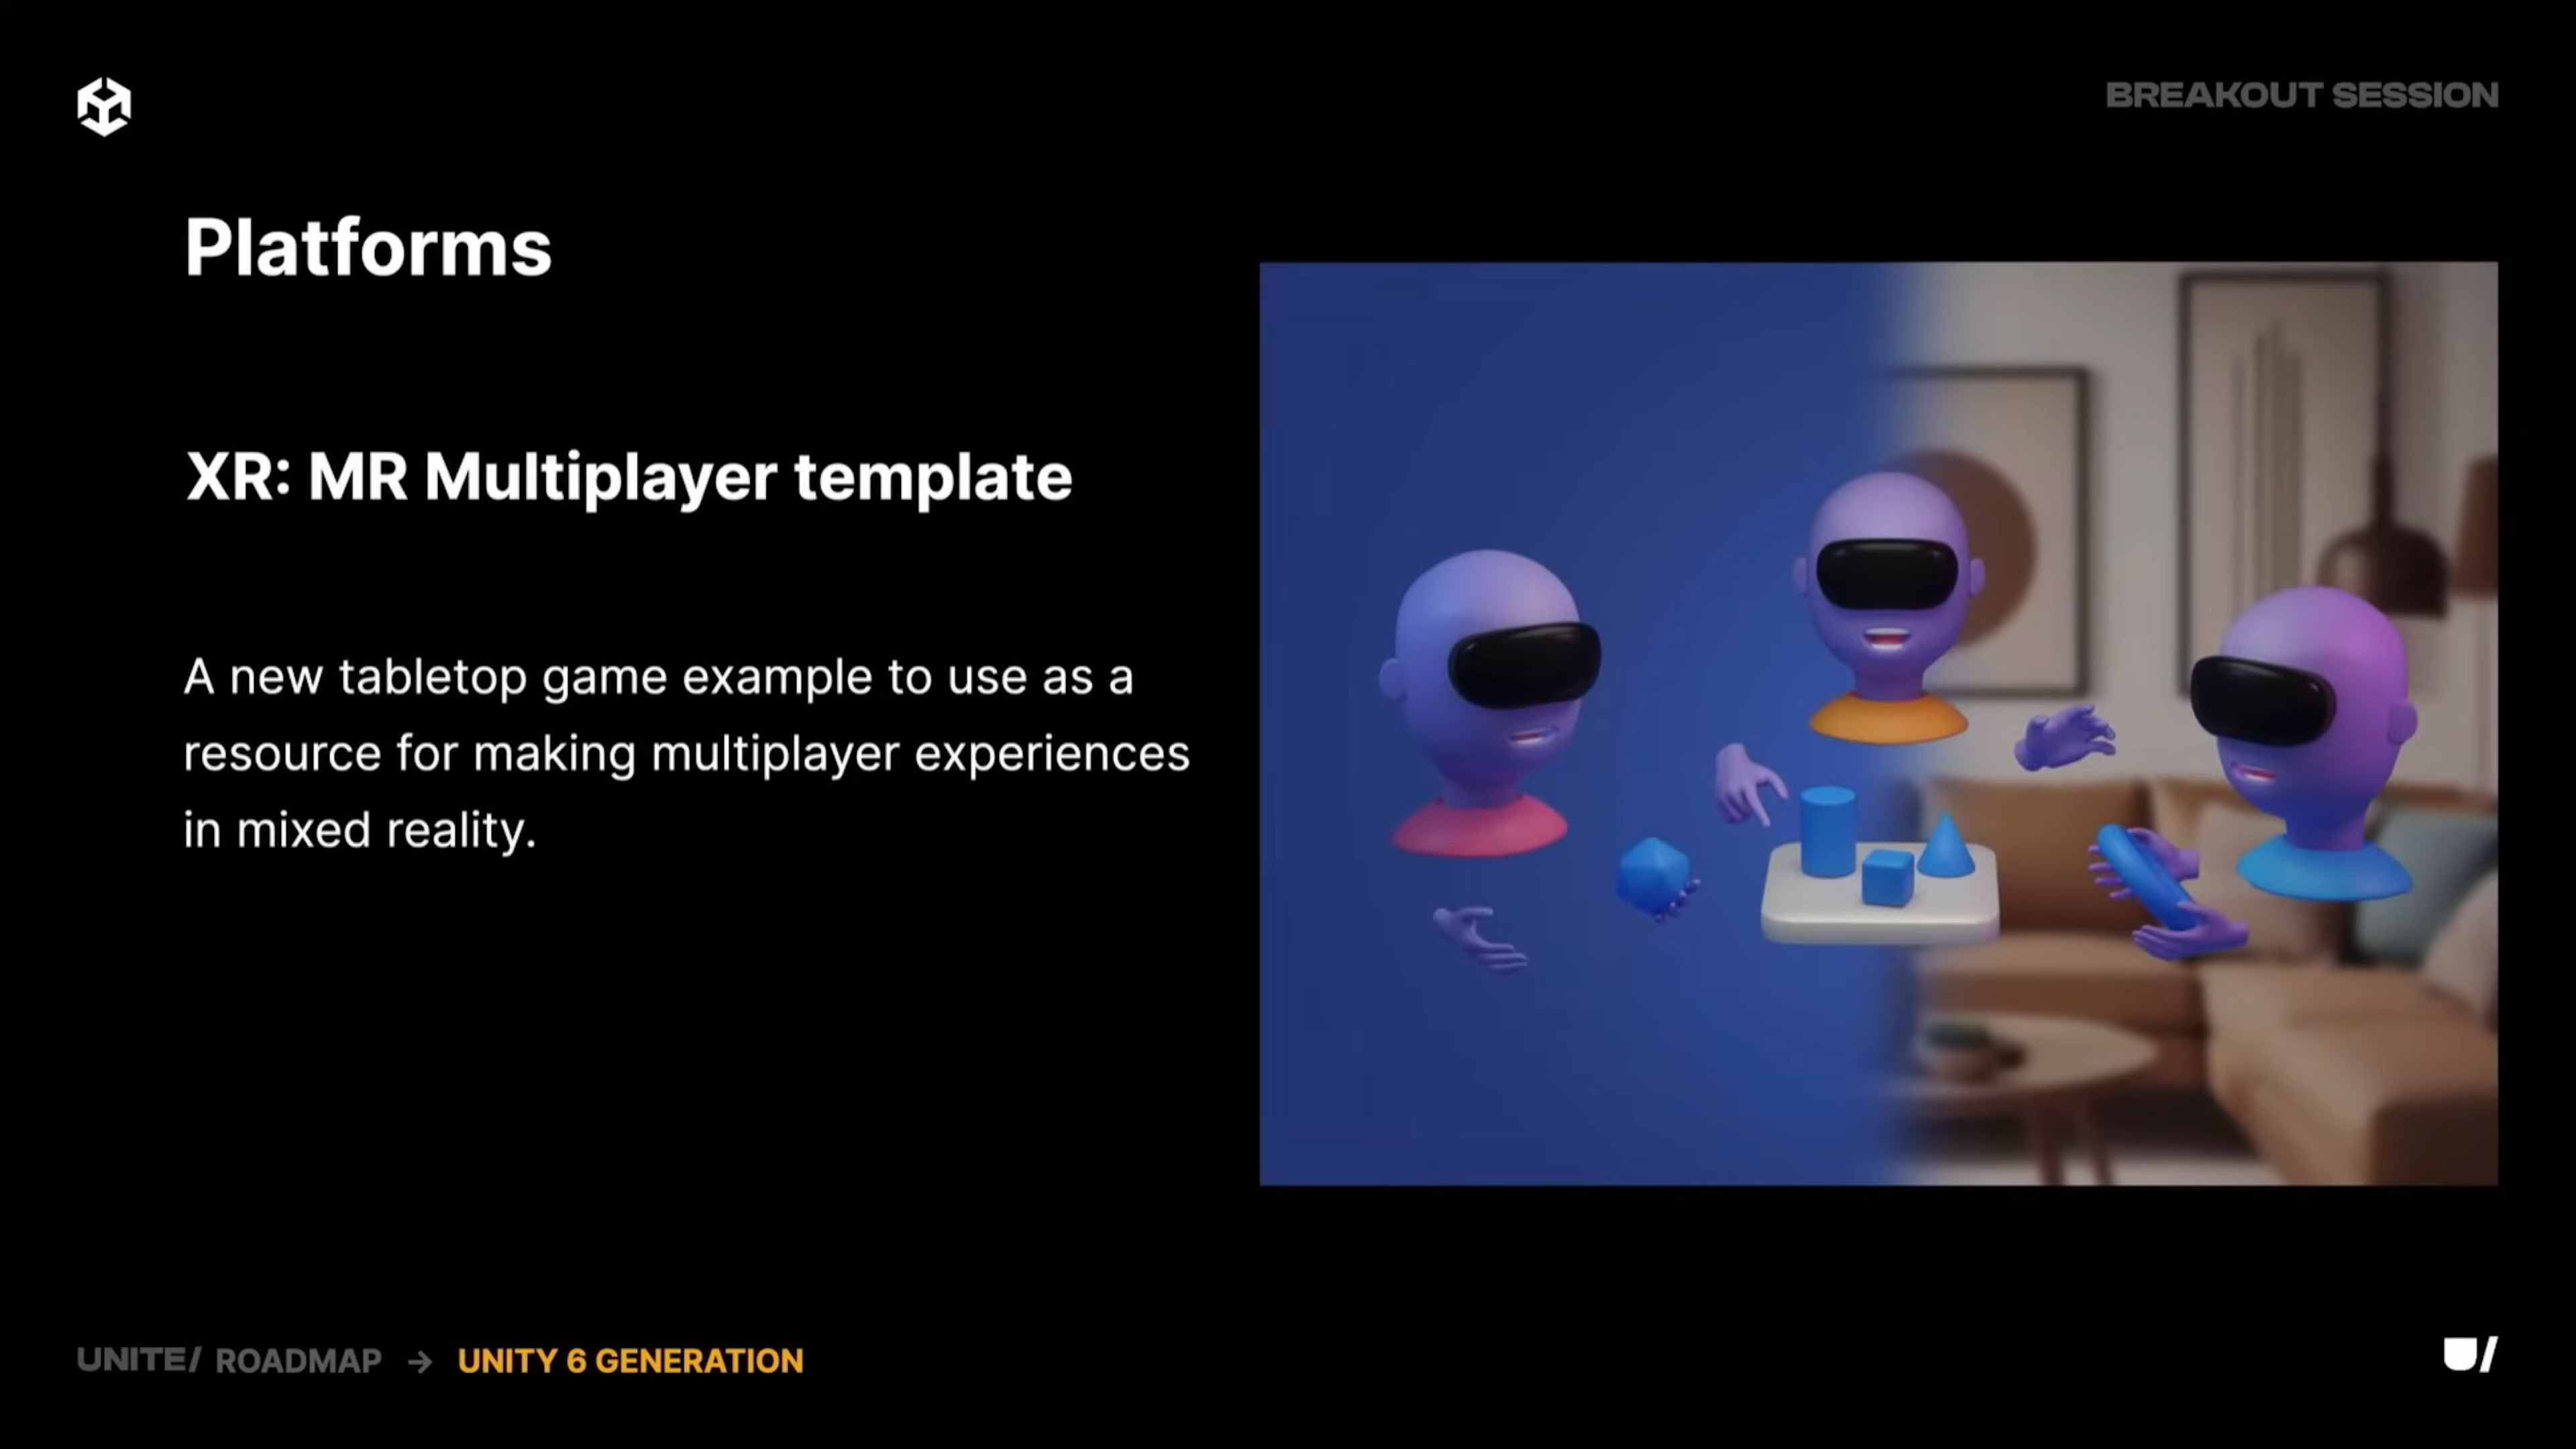 BREAKOUT SESSION
Platforms
XR: MR Multiplayer template
A new tabletop game example to use as a
resource for making multiplayer experiences
in mixed reality.
UNITE/ ROADMAP → UNITY 6 GENERATION
U/